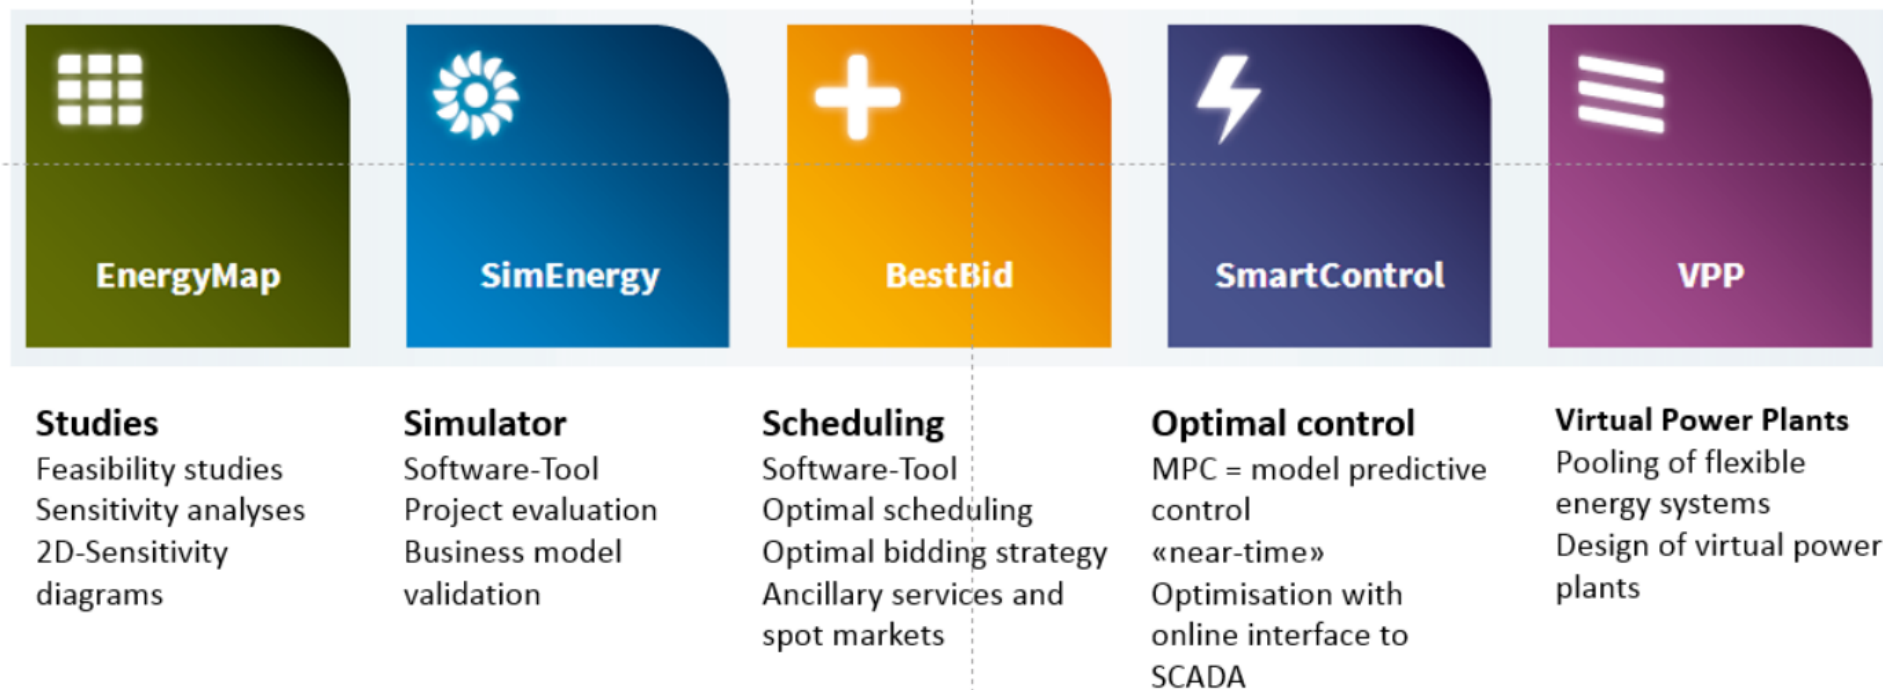 EnergyMap
SimEnergy
BestBid
SmartControl
VPP
Studies
Feasibility studies
Sensitivity analyses
2D-Sensitivity
diagrams
Simulator
Software-Tool
Project evaluation
Business model
validation
Scheduling
Software-Tool
Optimal scheduling
Optimal bidding strategy
Ancillary services and
spot markets
Optimal control
MPC = model predictive
control
«near-time»
Optimisation with
online interface to
SCADA
Virtual Power Plants
Pooling of flexible
energy systems
Design of virtual power
plants